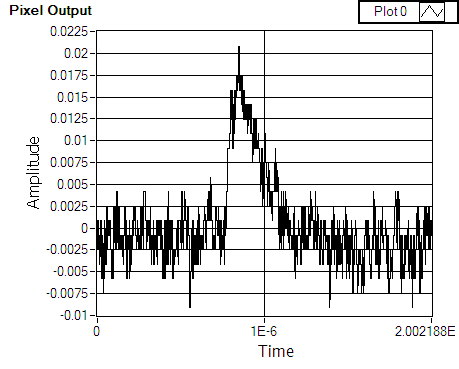 Pixel Output
Plot 0
0.0225
0.02
0.0175
0.015
0.0125
0.01
0.0075
0.005
0.0025
0
-0.0025
-0.005
-0.0075
-0.01
Amplitude
0
1E-6
2.002188E
Time